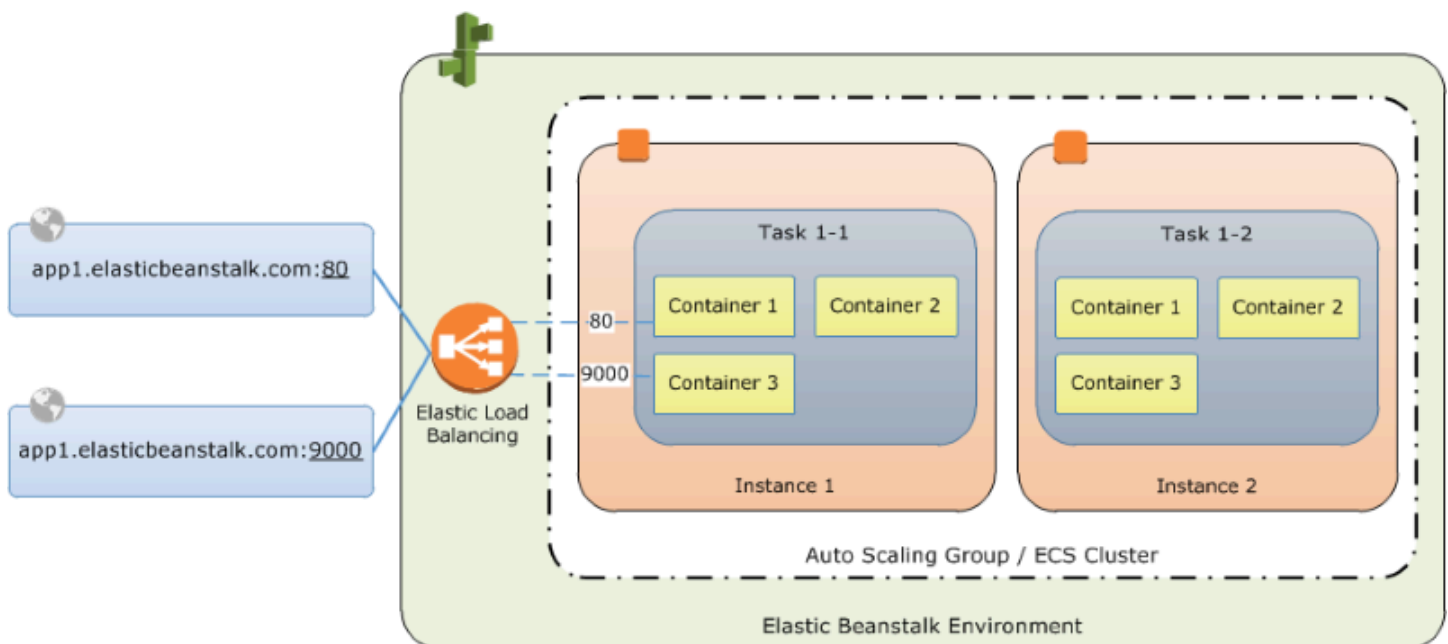 app1.elasticbeanstalk.com:80
app1.elasticbeanstalk.com:9000
Elastic Load
Balancing
80
9000
Task 1-1
Container 1
Container 2
Container 3
Instance 1
Task 1-2
Container 1
Container 2
Container 3
Instance 2
Auto Scaling Group / ECS Cluster
Elastic Beanstalk Environment